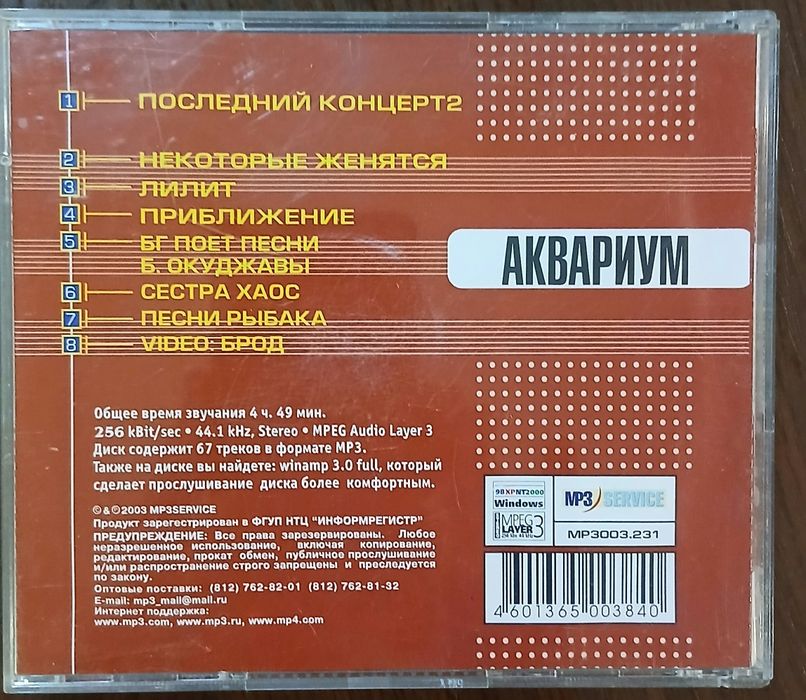 1 ПОСЛЕДНИЙ КОНЦЕРТ2
2 НЕКОТОРЫЕ ЖЕНЯТСЯ
3 ЛИЛИТ
4 ПРИБЛИЖЕНИЕ
5 БГ ПОЕТ ПЕСНИ
Б. ОКУДЖАВЫ
6 СЕСТРА ХАОС
7 ПЕСНИ РЫБАКА
8 VIDEO: БРОД
АКВАРИУМ
Общее время звучания 4 ч. 49 мин.
256 kBit/sec • 44.1 kHz, Stereo • MPEG Audio Layer 3
Диск содержит 67 треков в формате MP3.
Также на диске вы найдете: winamp 3.0 full, который
сделает прослушивание диска более комфортным.
©&℗2003 MP3SERVICE
Продукт зарегестрирован в ФГУП НТЦ "ИНФОРМРЕГИСТР"
ПРЕДУПРЕЖДЕНИЕ: Все права зарезервированы. Любое
неразрешенное использование, включая копирование,
редактирование, прокат обмен, публичное прослушивание
и/или распространение строго запрещены и преследуется
по закону.
Оптовые поставки: (812) 762-82-01 (812) 762-81-32
E-mail: mp3_mail@mail.ru
Интернет поддержка:
www.mp3.com, www.mp3.ru, www.mp4.com
98XPNT2000
Windows
MPEG
LAYER 3
MP3 SERVICE
MP3003.231
4 601365 003840